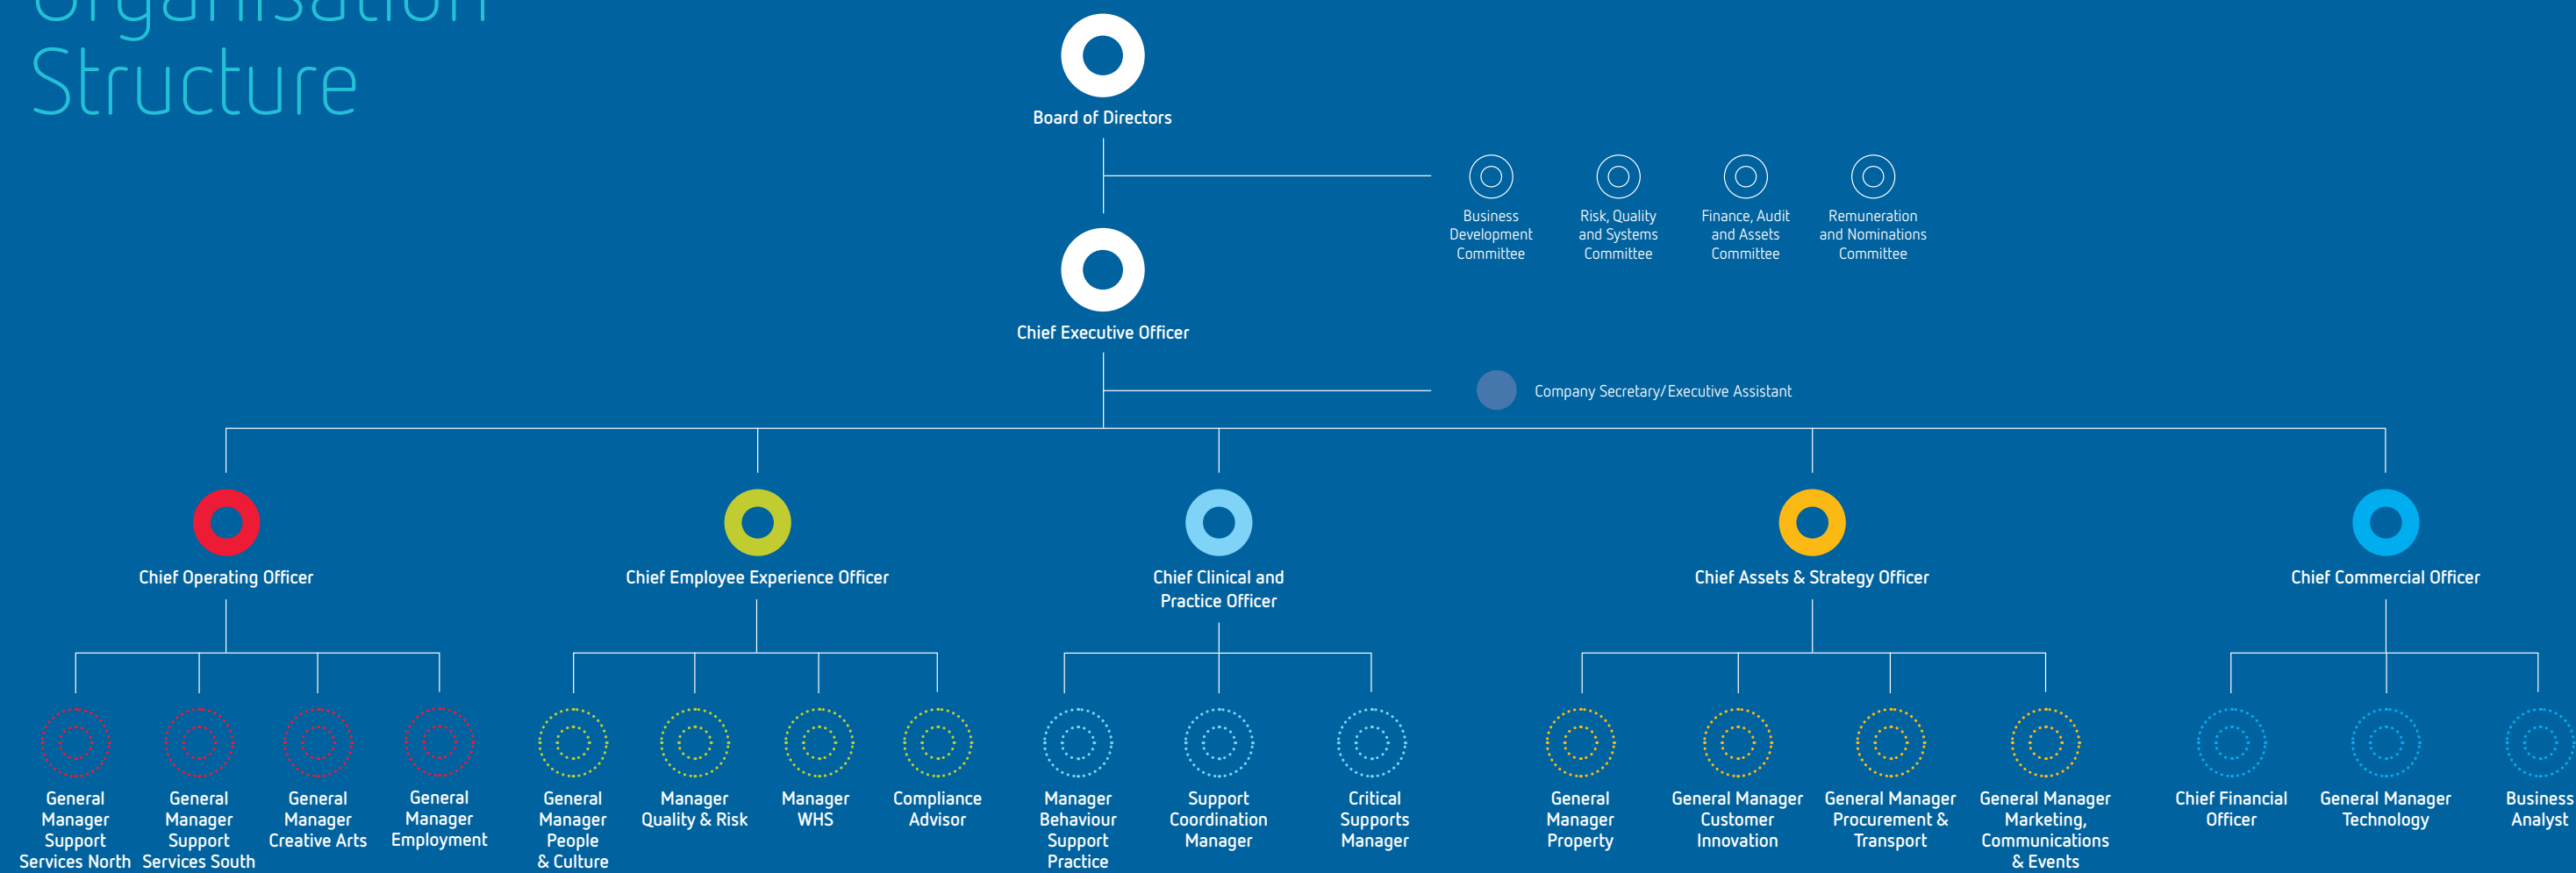 Organisation
Structure
Board of Directors
Business
Development
Committee
Risk, Quality
and Systems
Committee
Finance, Audit
and Assets
Committee
Remuneration
and Nominations
Committee
Chief Executive Officer
Company Secretary/Executive Assistant
Chief Operating Officer
Chief Employee Experience Officer
Chief Clinical and
Practice Officer
Chief Assets & Strategy Officer
Chief Commercial Officer
General
Manager
Support
Services North
General
Manager
Support
Services South
General
Manager
Creative Arts
General
Manager
Employment
General
Manager
People
& Culture
Manager
Quality & Risk
Manager
WHS
Compliance
Advisor
Manager
Behaviour
Support
Practice
Support
Coordination
Manager
Critical
Supports
Manager
General
Manager
Property
General Manager
Customer
Innovation
General Manager
Procurement &
Transport
General Manager
Marketing,
Communications
& Events
Chief Financial
Officer
General Manager
Technology
Business
Analyst